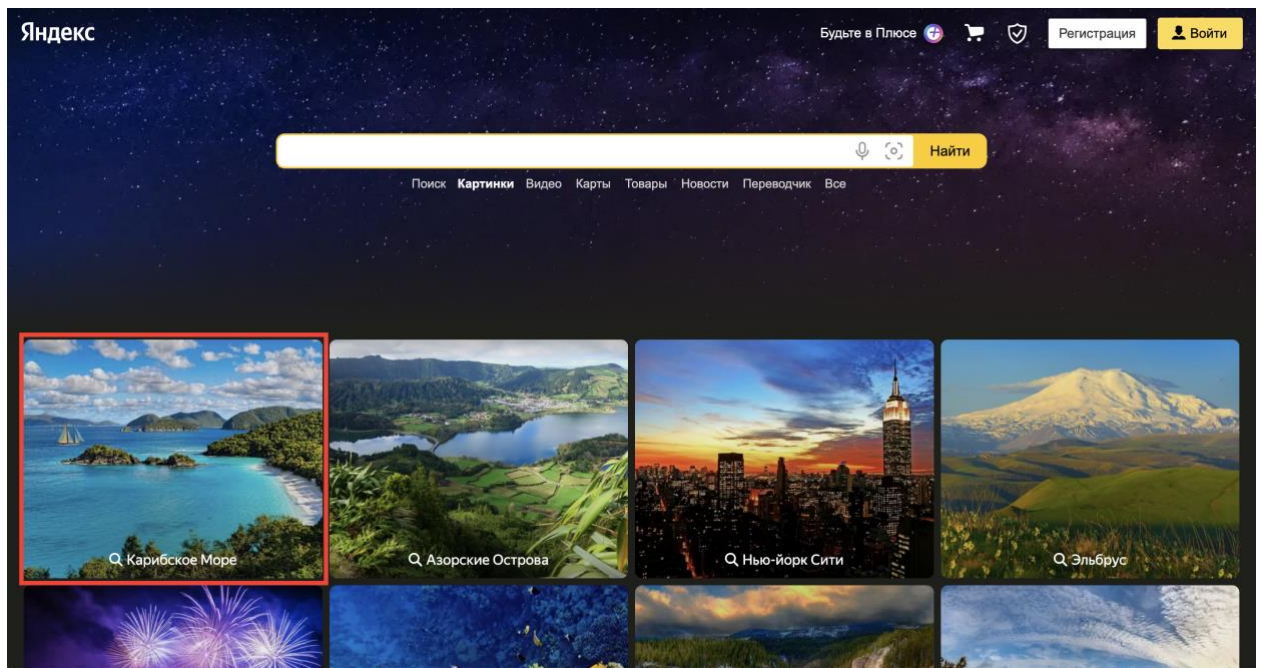 Яндекс
Будьте в Плюсе
Регистрация
Войти
Найти
Поиск Картинки Видео Карты Товары Новости Переводчик Все
Карибское Море
Азорские Острова
Нью-йорк Сити
Эльбрус